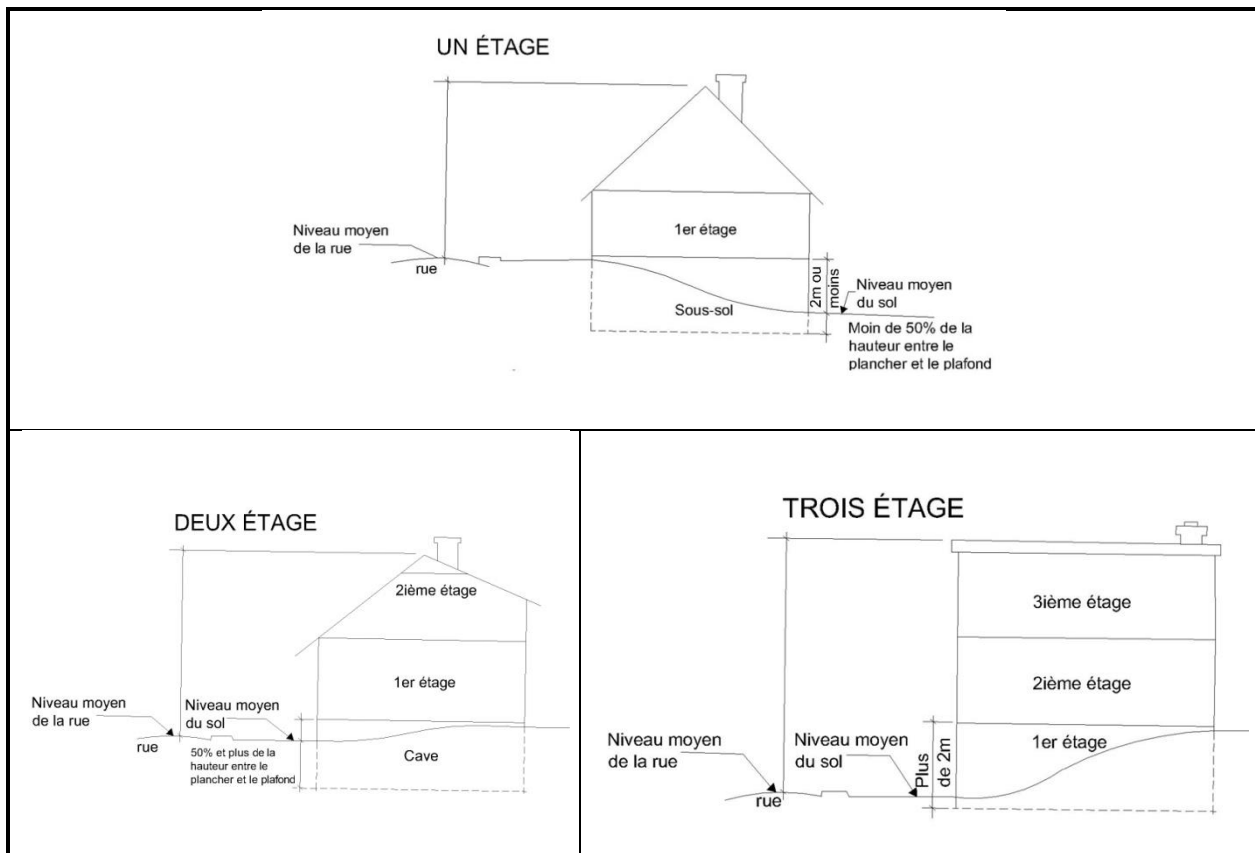 UN ÉTAGE
Niveau moyen
de la rue
rue
1er étage
Sous-sol
2m ou
moins
Niveau moyen
du sol
Moin de 50% de la
hauteur entre le
plancher et le plafond
DEUX ÉTAGE
2ième étage
1er étage
Niveau moyen
de la rue
Niveau moyen
du sol
rue
50% et plus de la
hauteur entre le
plancher et le plafond
Cave
TROIS ÉTAGE
3ième étage
2ième étage
1er étage
Niveau moyen
de la rue
Niveau moyen
du sol
Plus
de 2m
rue